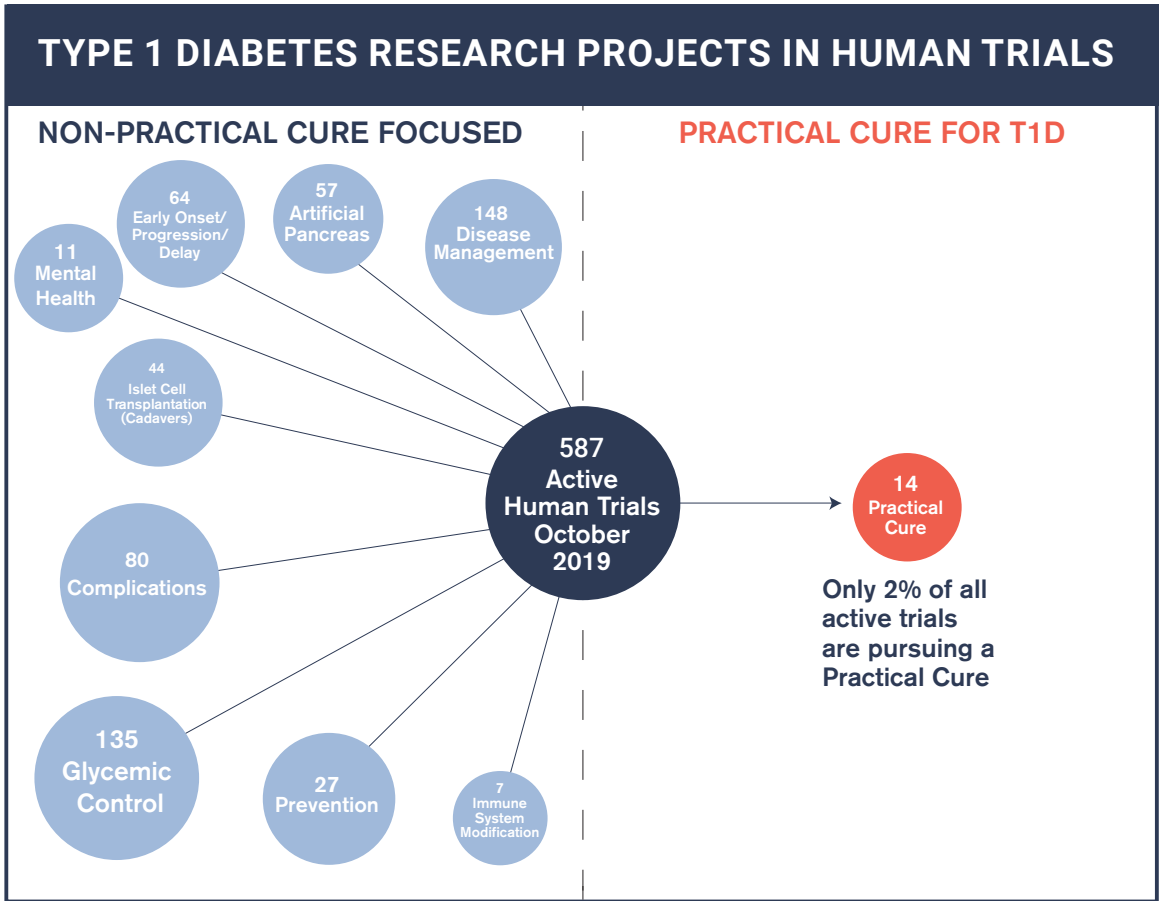 TYPE 1 DIABETES RESEARCH PROJECTS IN HUMAN TRIALS
NON-PRACTICAL CURE FOCUSED
PRACTICAL CURE FOR T1D
64
Early Onset/
Progression/
Delay
57
Artificial
Pancreas
148
Disease
Management
11
Mental
Health
44
Islet Cell
Transplantation
(Cadavers)
587
Active
Human Trials
October
2019
14
Practical
Cure
Only 2% of all
active trials
are pursuing a
Practical Cure
80
Complications
135
Glycemic
Control
27
Prevention
7
Immune
System
Modification